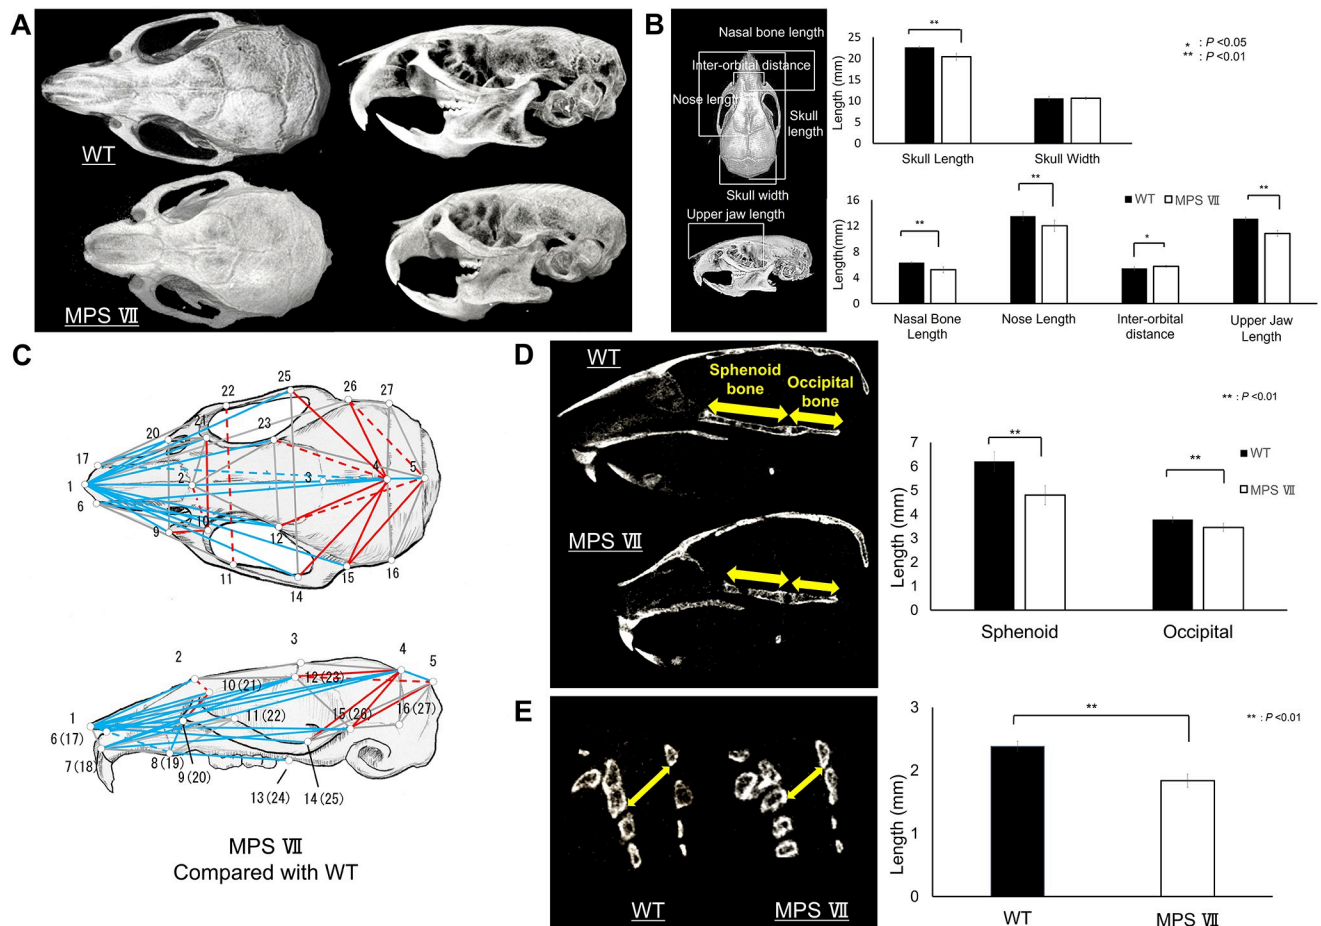 A
WT
MPS Ⅶ
B
Nasal bone length
Inter-orbital distance
Nose length
Skull
length
Skull width
Upper jaw length
Length (mm)
25
20
15
10
5
0
**
Skull Length
Skull Width
* : P <0.05
** : P <0.01
Length(mm)
16
12
8
4
0
**
**
*
**
WT
MPS Ⅶ
Nasal Bone
Length
Nose Length
Inter-orbital
distance
Upper Jaw
Length
C
25
22
26
27
21
20
23
17
1
2
3
4
5
6
9
10
12
11
14
15
16
3
2
4
5
10(21)
12(23)
1
11(22)
15(26)
16(27)
6(17)
7(18)
8(19)
9(20)
13(24)
14(25)
MPS Ⅶ
Compared with WT
D
WT
Sphenoid
bone
Occipital
bone
MPS Ⅶ
** : P <0.01
Length (mm)
7
6
5
4
3
2
1
0
**
**
WT
MPS Ⅶ
Sphenoid
Occipital
E
WT
MPS Ⅶ
Length (mm)
3
2
1
0
**
** : P <0.01
WT
MPS Ⅶ